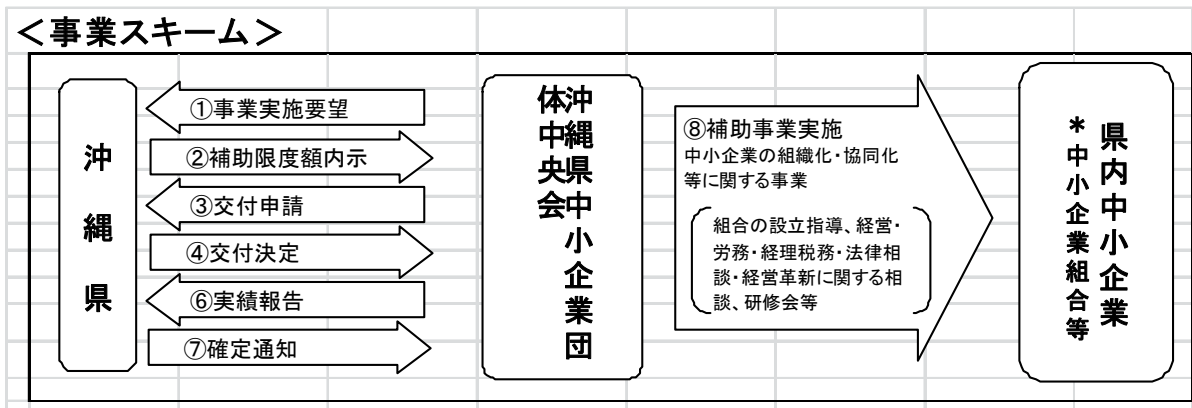 ＜事業スキーム＞
沖縄県
①事業実施要望
②補助限度額内示
③交付申請
④交付決定
⑥実績報告
⑦確定通知
沖縄県中小企業団
体中央会
⑧補助事業実施
中小企業の組織化・協同化
等に関する事業
組合の設立指導、経営・
労務・経理税務・法律相
談・経営革新に関する相
談、研修会等
県内中小企業
＊中小企業組合等